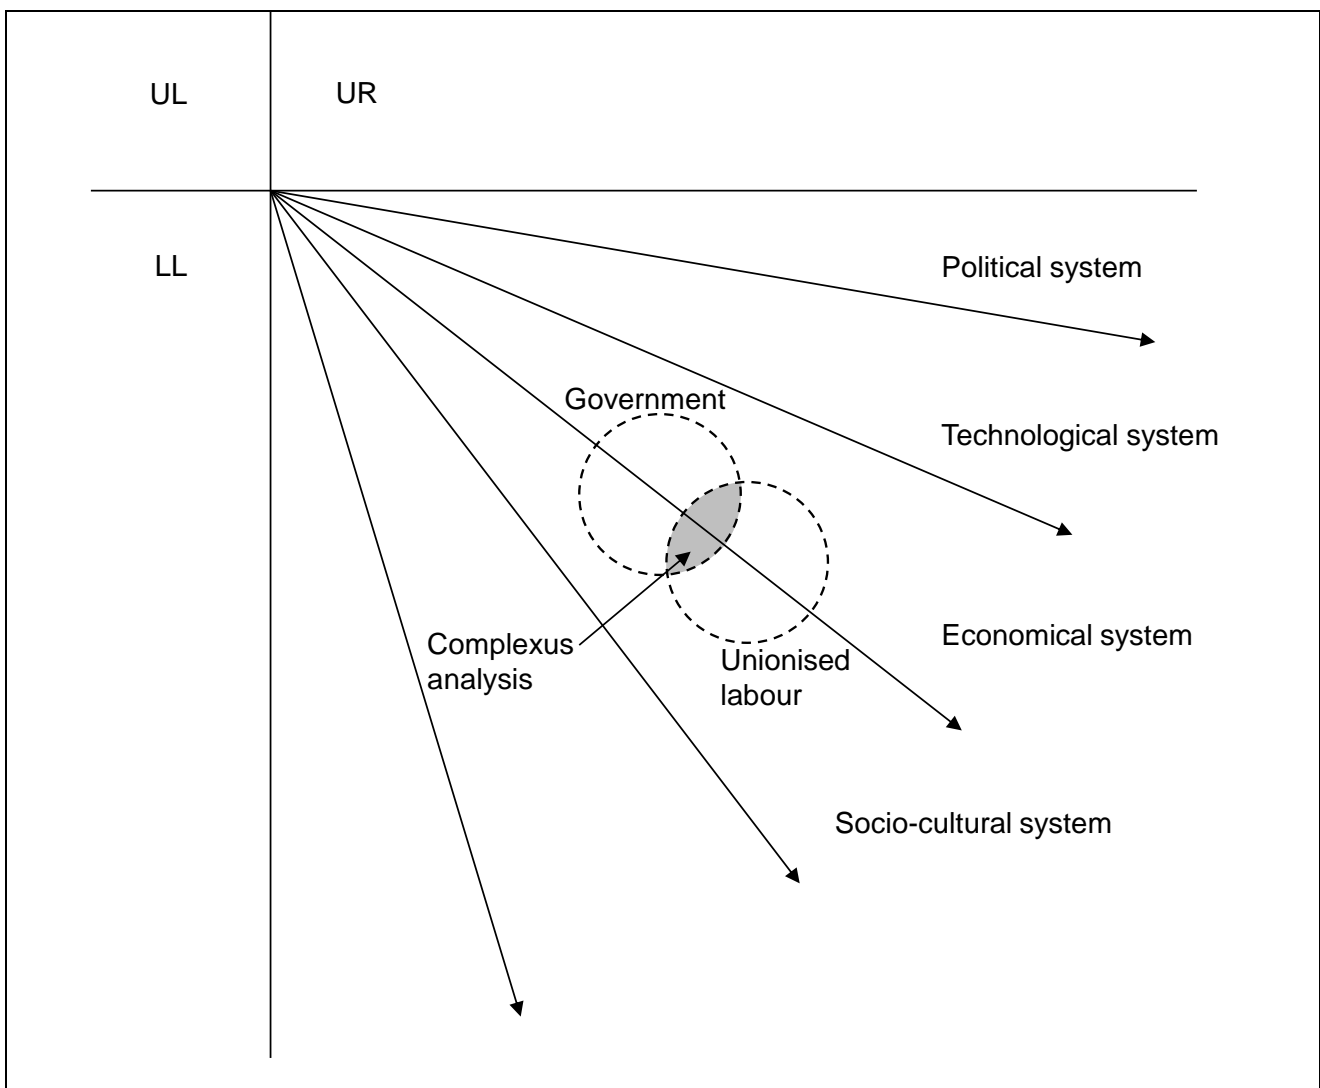 UL
UR
LL
Political system
Government
Technological system
Complexus
analysis
Economical system
Unionised
labour
Socio-cultural system